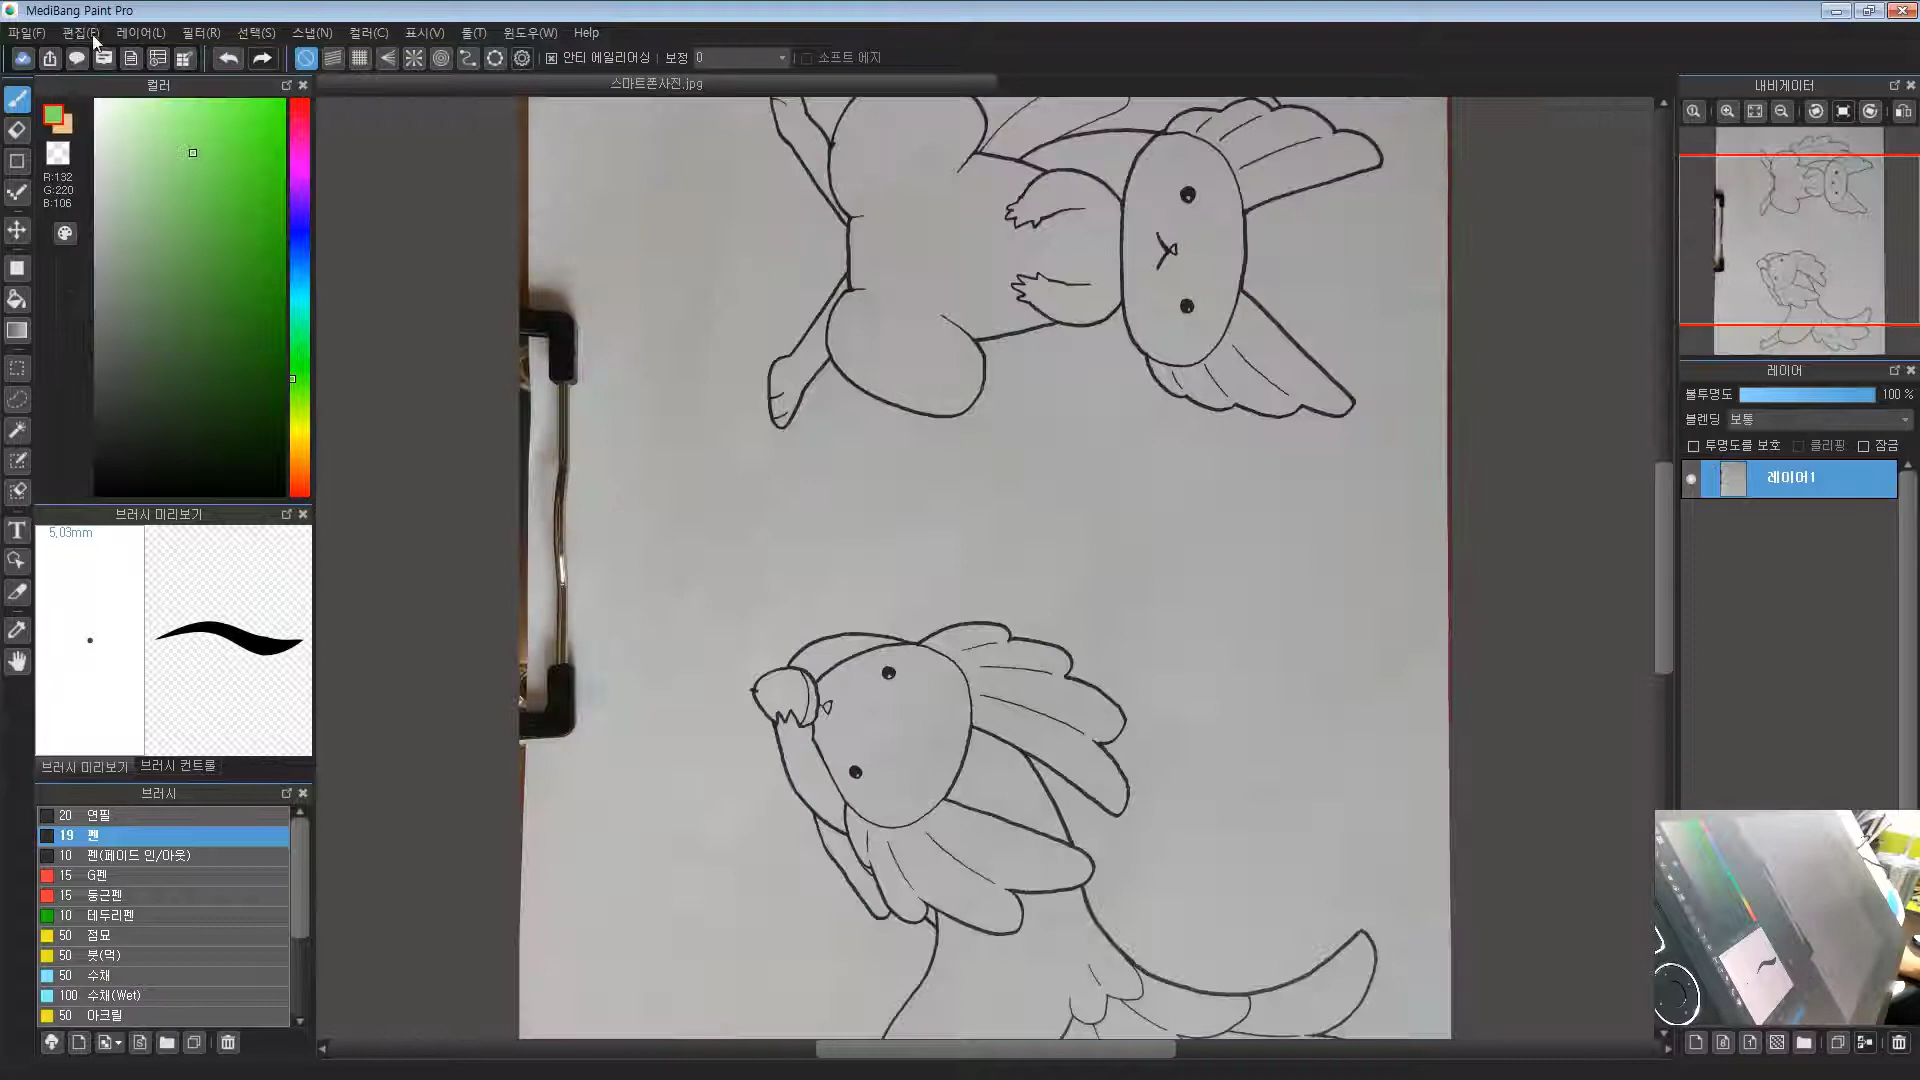 MediBang Paint Pro
파일(F) 편집(E) 레이어(L) 필터(R) 선택(S) 스냅(N) 컬러(C) 표시(V) 툴(T) 윈도우(W) Help
안티 에일리어싱 보정 0 소프트 에지
컬러
스마트폰사진.jpg
내비게이터
R:132
G:220
B:106
레이어
불투명도 100 %
블렌딩 보통
투명도를 보호 클리핑 잠금
레이어1
브러시 미리보기
5.03mm
브러시 미리보기 브러시 컨트롤
브러시
20 연필
19 펜
10 펜(페이드 인/아웃)
15 G펜
15 둥근펜
10 테두리펜
50 점묘
50 붓(먹)
50 수채
100 수채(Wet)
50 아크릴